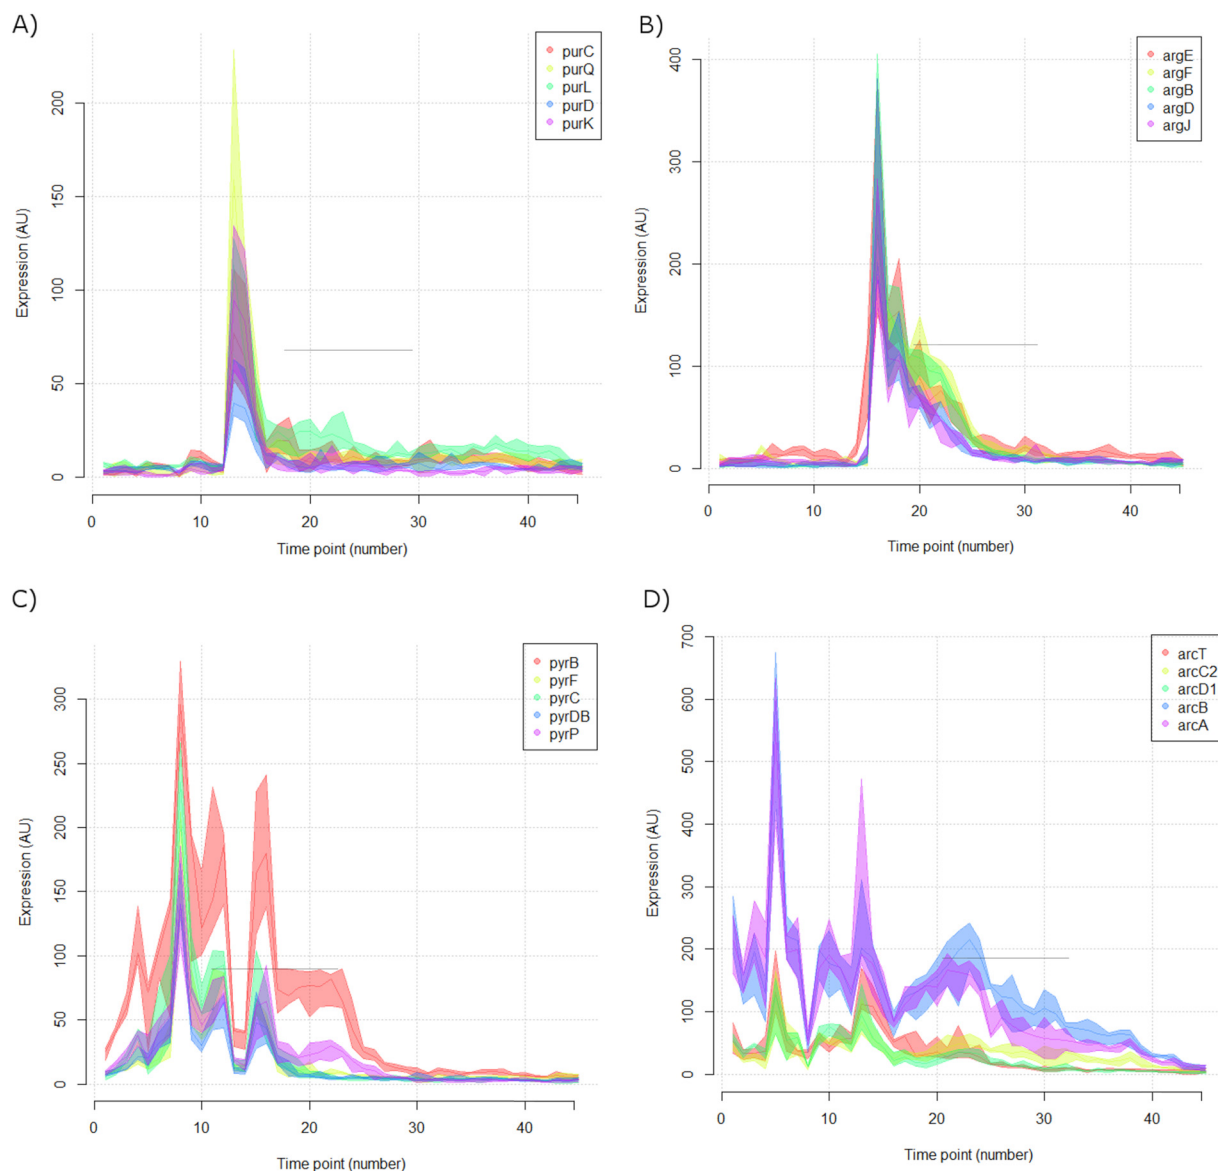 A)
purC
purQ
purL
purD
purK
Expression (AU)
200
150
100
50
0
0 10 20 30 40
Time point (number)
B)
argE
argF
argB
argD
argJ
Expression (AU)
400
300
200
100
0
0 10 20 30 40
Time point (number)
C)
pyrB
pyrF
pyrC
pyrDB
pyrP
Expression (AU)
300
250
200
150
100
50
0
0 10 20 30 40
Time point (number)
D)
arcT
arcC2
arcD1
arcB
arcA
Expression (AU)
700
600
500
400
300
200
100
0
0 10 20 30 40
Time point (number)